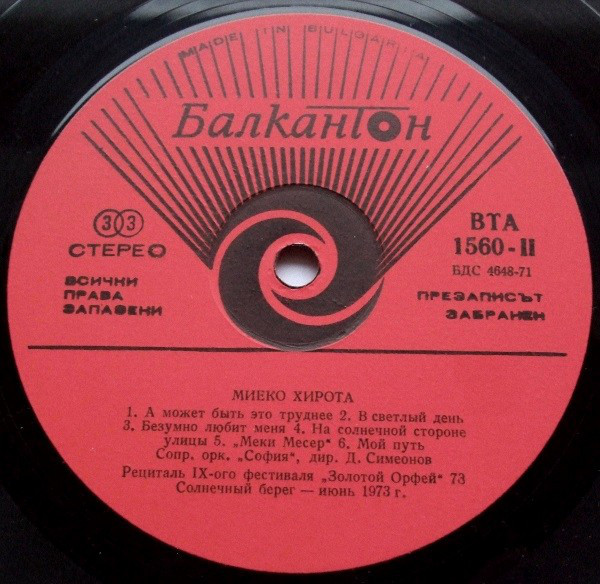 MADE IN BULGARIA
Балкантон
33
СТЕРЕО
ВСИЧНИ
ПРАВА
ЗАПАЗЕНИ
ВТА
1560-II
БДС 4648-71
ПРЕЗАПИСЪТ
ЗАБРАНЕН
МИЕКО ХИРОТА
1. А может быть это труднее 2. В светлый день
3. Безумно любит меня 4. На солнечной стороне
улицы 5. „Меки Месер" 6. Мой путь
Сопр. орк. „София", дир. Д. Симеонов
Рециталь IX-ого фестиваля „Золотой Орфей" 73
Солнечный берег — июнь 1973 г.